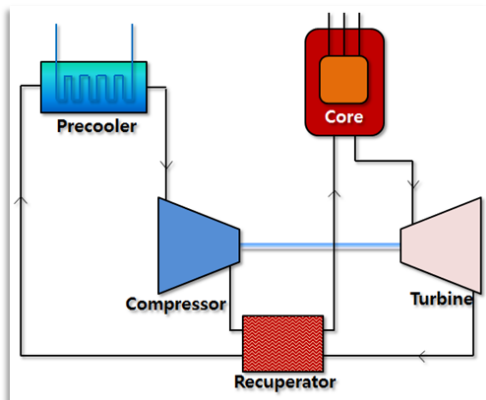 Precooler
Core
Compressor
Turbine
Recuperator